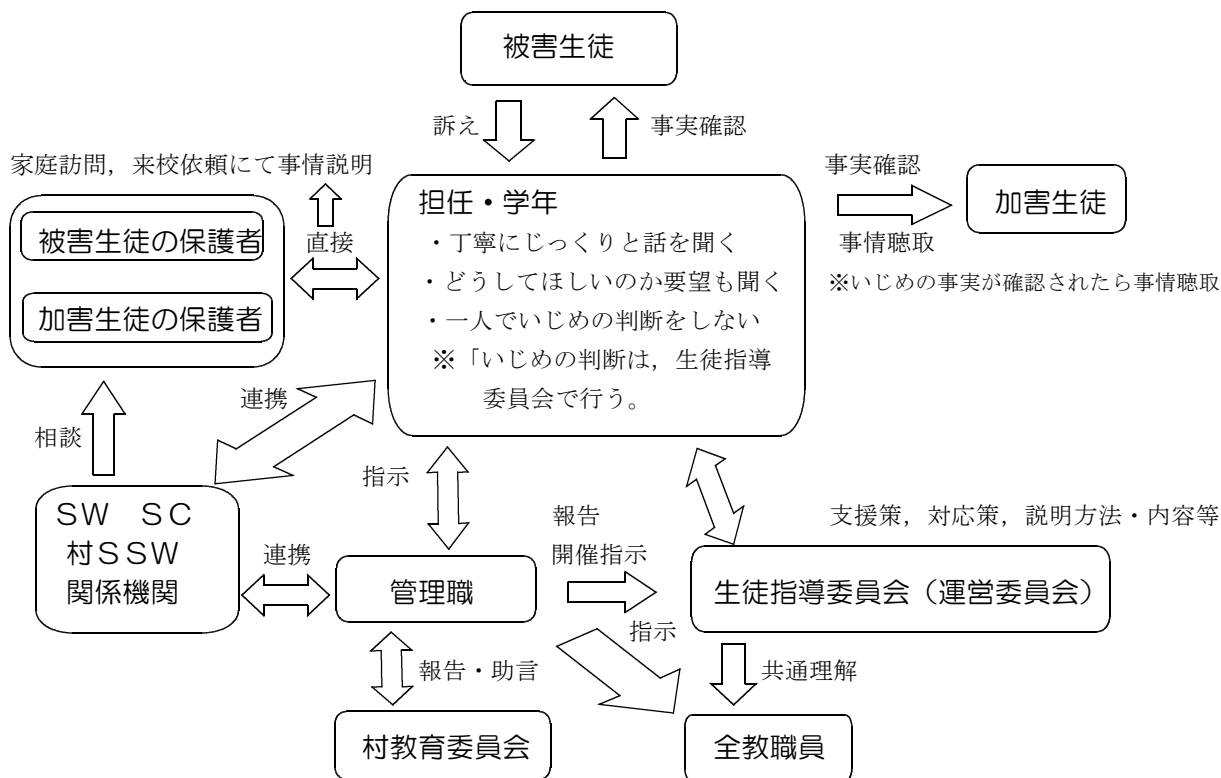 被害生徒
訴え
事実確認
家庭訪問，来校依頼にて事情説明
被害生徒の保護者
加害生徒の保護者
直接
担任・学年
・丁寧にじっくりと話を聞く
・どうしてほしいのか要望も聞く
・一人でいじめの判断をしない
※「いじめの判断は，生徒指導
委員会で行う。
事実確認
事情聴取
加害生徒
※いじめの事実が確認されたら事情聴取
相談
連携
指示
ＳＷ　ＳＣ
村ＳＳＷ
関係機関
連携
管理職
報告
開催指示
支援策，対応策，説明方法・内容等
生徒指導委員会（運営委員会）
指示
報告・助言
共通理解
村教育委員会
全教職員